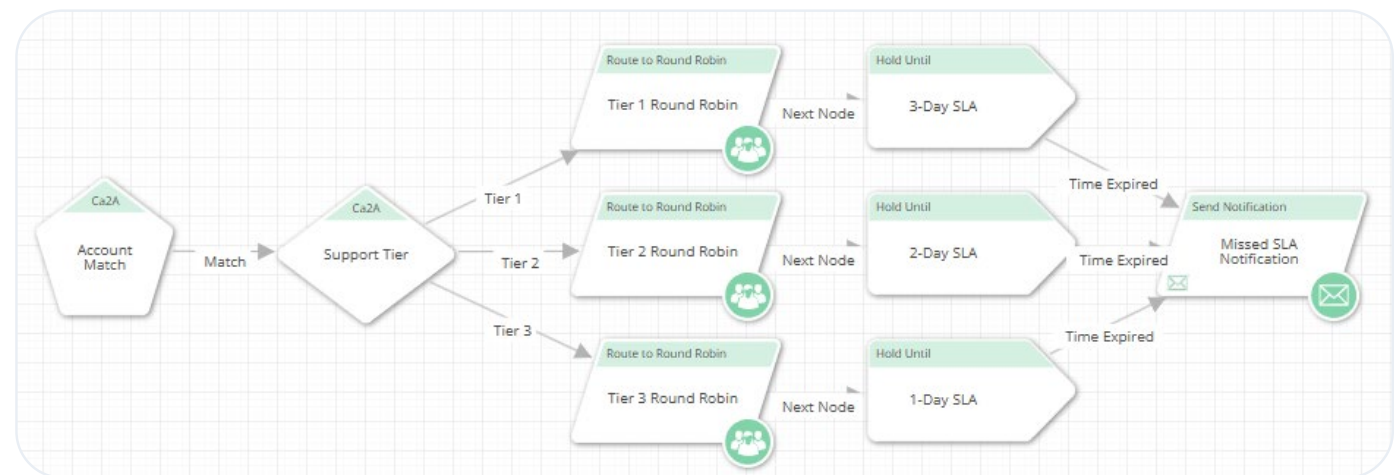 Ca2A
Account
Match
Match
Ca2A
Support Tier
Tier 1
Tier 2
Tier 3
Route to Round Robin
Tier 1 Round Robin
Next Node
Hold Until
3-Day SLA
Time Expired
Route to Round Robin
Tier 2 Round Robin
Next Node
Hold Until
2-Day SLA
Time Expired
Route to Round Robin
Tier 3 Round Robin
Next Node
Hold Until
1-Day SLA
Time Expired
Send Notification
Missed SLA
Notification